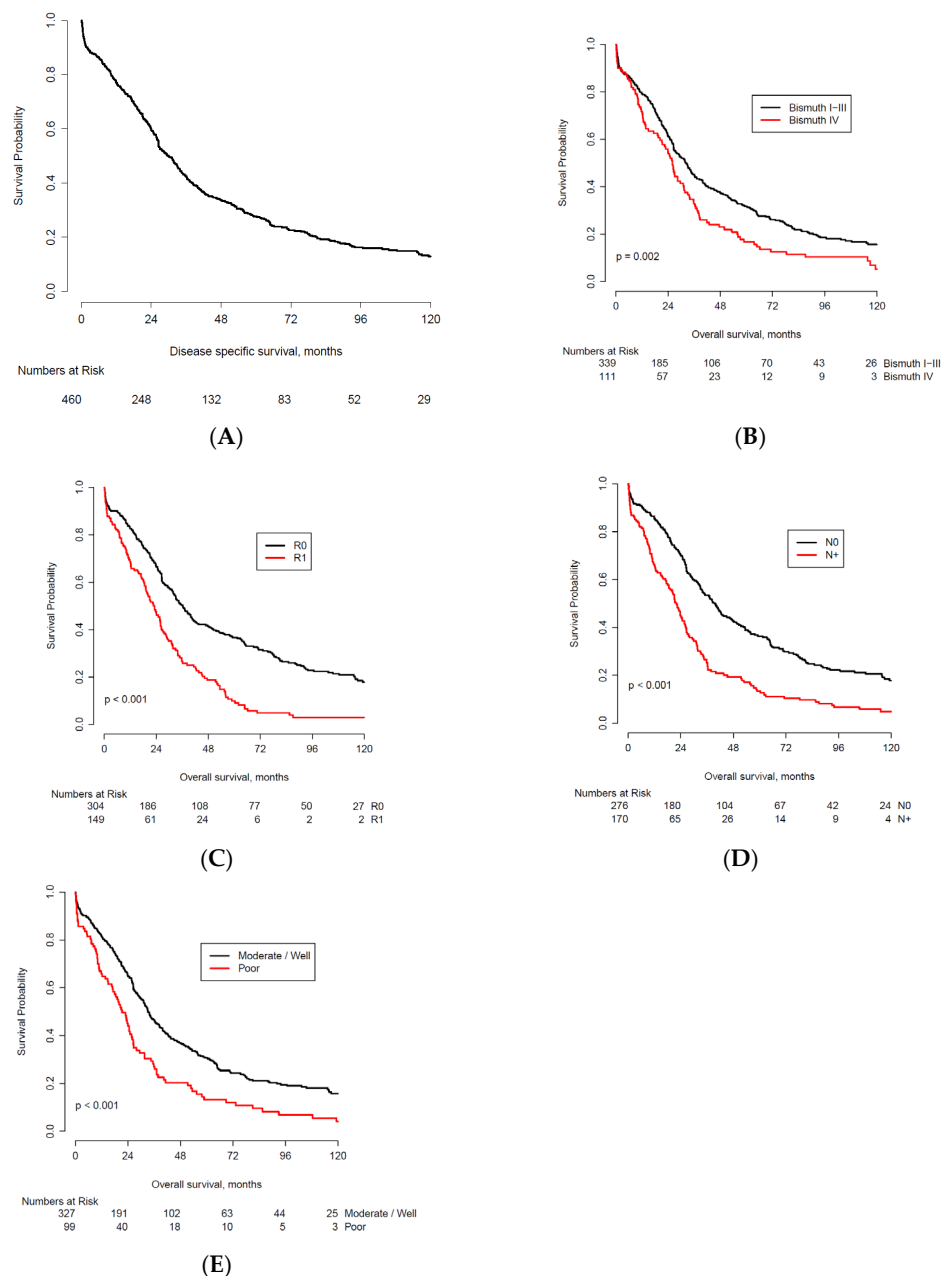 Survival Probability
1.0
0.8
0.6
0.4
0.2
0.0
0 24 48 72 96 120
Disease specific survival, months
Numbers at Risk
460 248 132 83 52 29
(A)
Survival Probability
1.0
0.8
0.6
0.4
0.2
0.0
Bismuth I−III
Bismuth IV
p = 0.002
0 24 48 72 96 120
Overall survival, months
Numbers at Risk
339 185 106 70 43 26 Bismuth I−III
111 57 23 12 9 3 Bismuth IV
(B)
Survival Probability
1.0
0.8
0.6
0.4
0.2
0.0
R0
R1
p < 0.001
0 24 48 72 96 120
Overall survival, months
Numbers at Risk
304 186 108 77 50 27 R0
149 61 24 6 2 2 R1
(C)
Survival Probability
1.0
0.8
0.6
0.4
0.2
0.0
N0
N+
p < 0.001
0 24 48 72 96 120
Overall survival, months
Numbers at Risk
276 180 104 67 42 24 N0
170 65 26 14 9 4 N+
(D)
Survival Probability
1.0
0.8
0.6
0.4
0.2
0.0
Moderate / Well
Poor
p < 0.001
0 24 48 72 96 120
Overall survival, months
Numbers at Risk
327 191 102 63 44 25 Moderate / Well
99 40 18 10 5 3 Poor
(E)